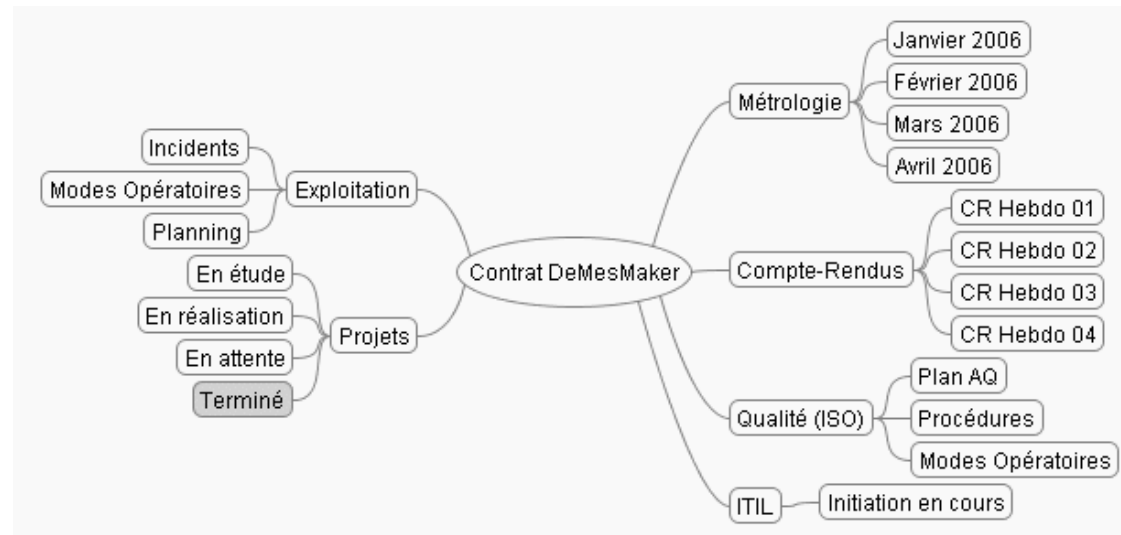 Contrat DeMesMaker
Exploitation
Incidents
Modes Opératoires
Planning
Projets
En étude
En réalisation
En attente
Terminé
Métrologie
Janvier 2006
Février 2006
Mars 2006
Avril 2006
Compte-Rendus
CR Hebdo 01
CR Hebdo 02
CR Hebdo 03
CR Hebdo 04
Qualité (ISO)
Plan AQ
Procédures
Modes Opératoires
ITIL
Initiation en cours